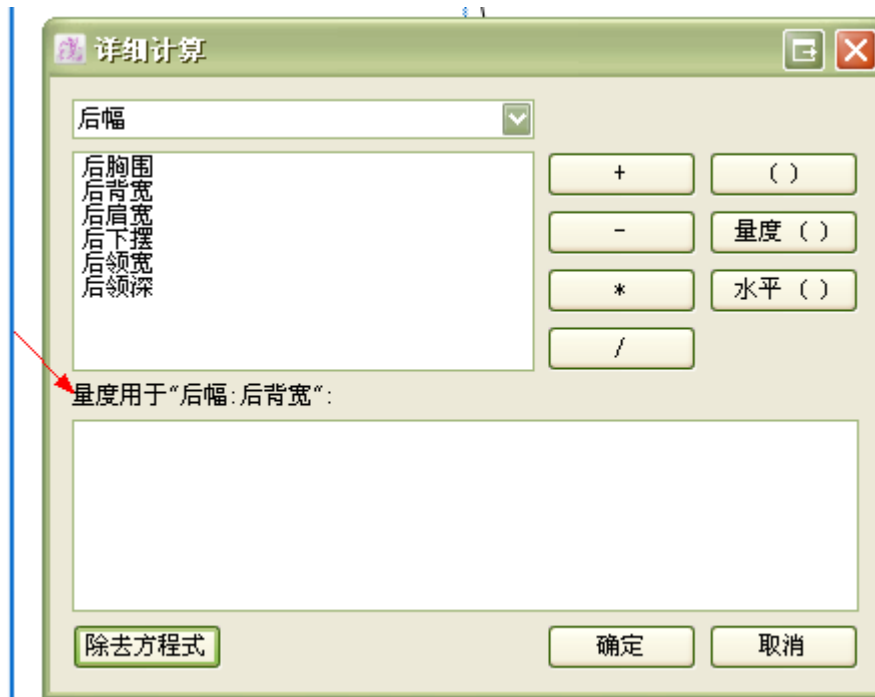 详细计算
后幅
后胸围
后背宽
后肩宽
后下摆
后领宽
后领深
+ ( )
- 量度 ( )
* 水平 ( )
/
量度用于“后幅:后背宽“:
除去方程式 确定 取消